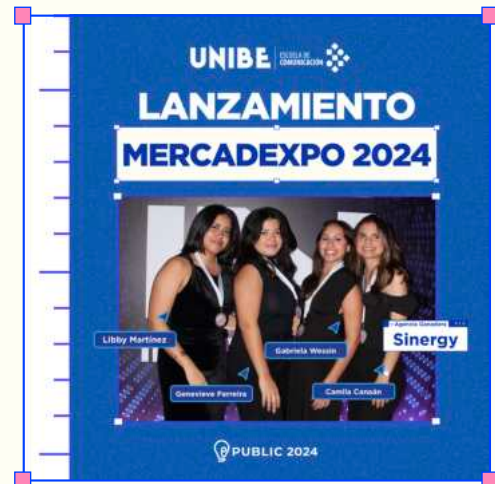 UNIBE
ESCUELA DE
COMUNICACIÓN
LANZAMIENTO
MERCADEXPO 2024
Agencia Ganadora
Sinergy
Libby Martínez
Gabriela Wessin
Genevieve Ferreira
Camila Cansán
PUBLIC 2024